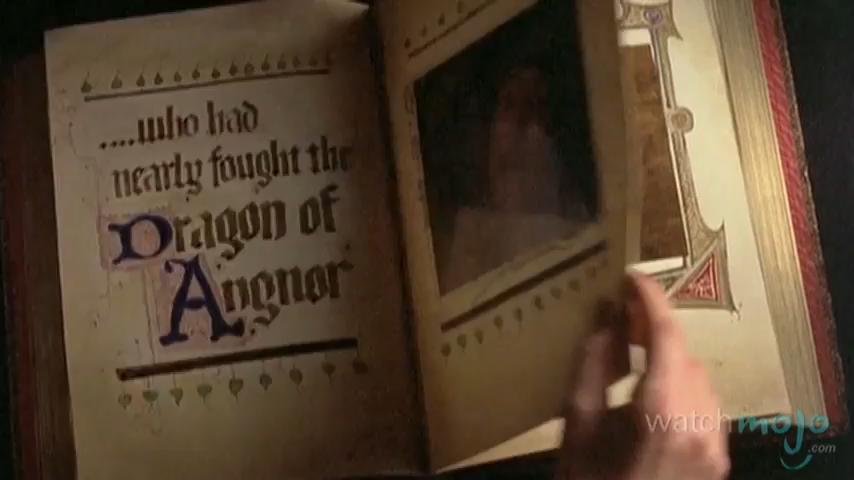 ....who had
nearly fought the
Dragon of
Angnor
watchmojo
.com